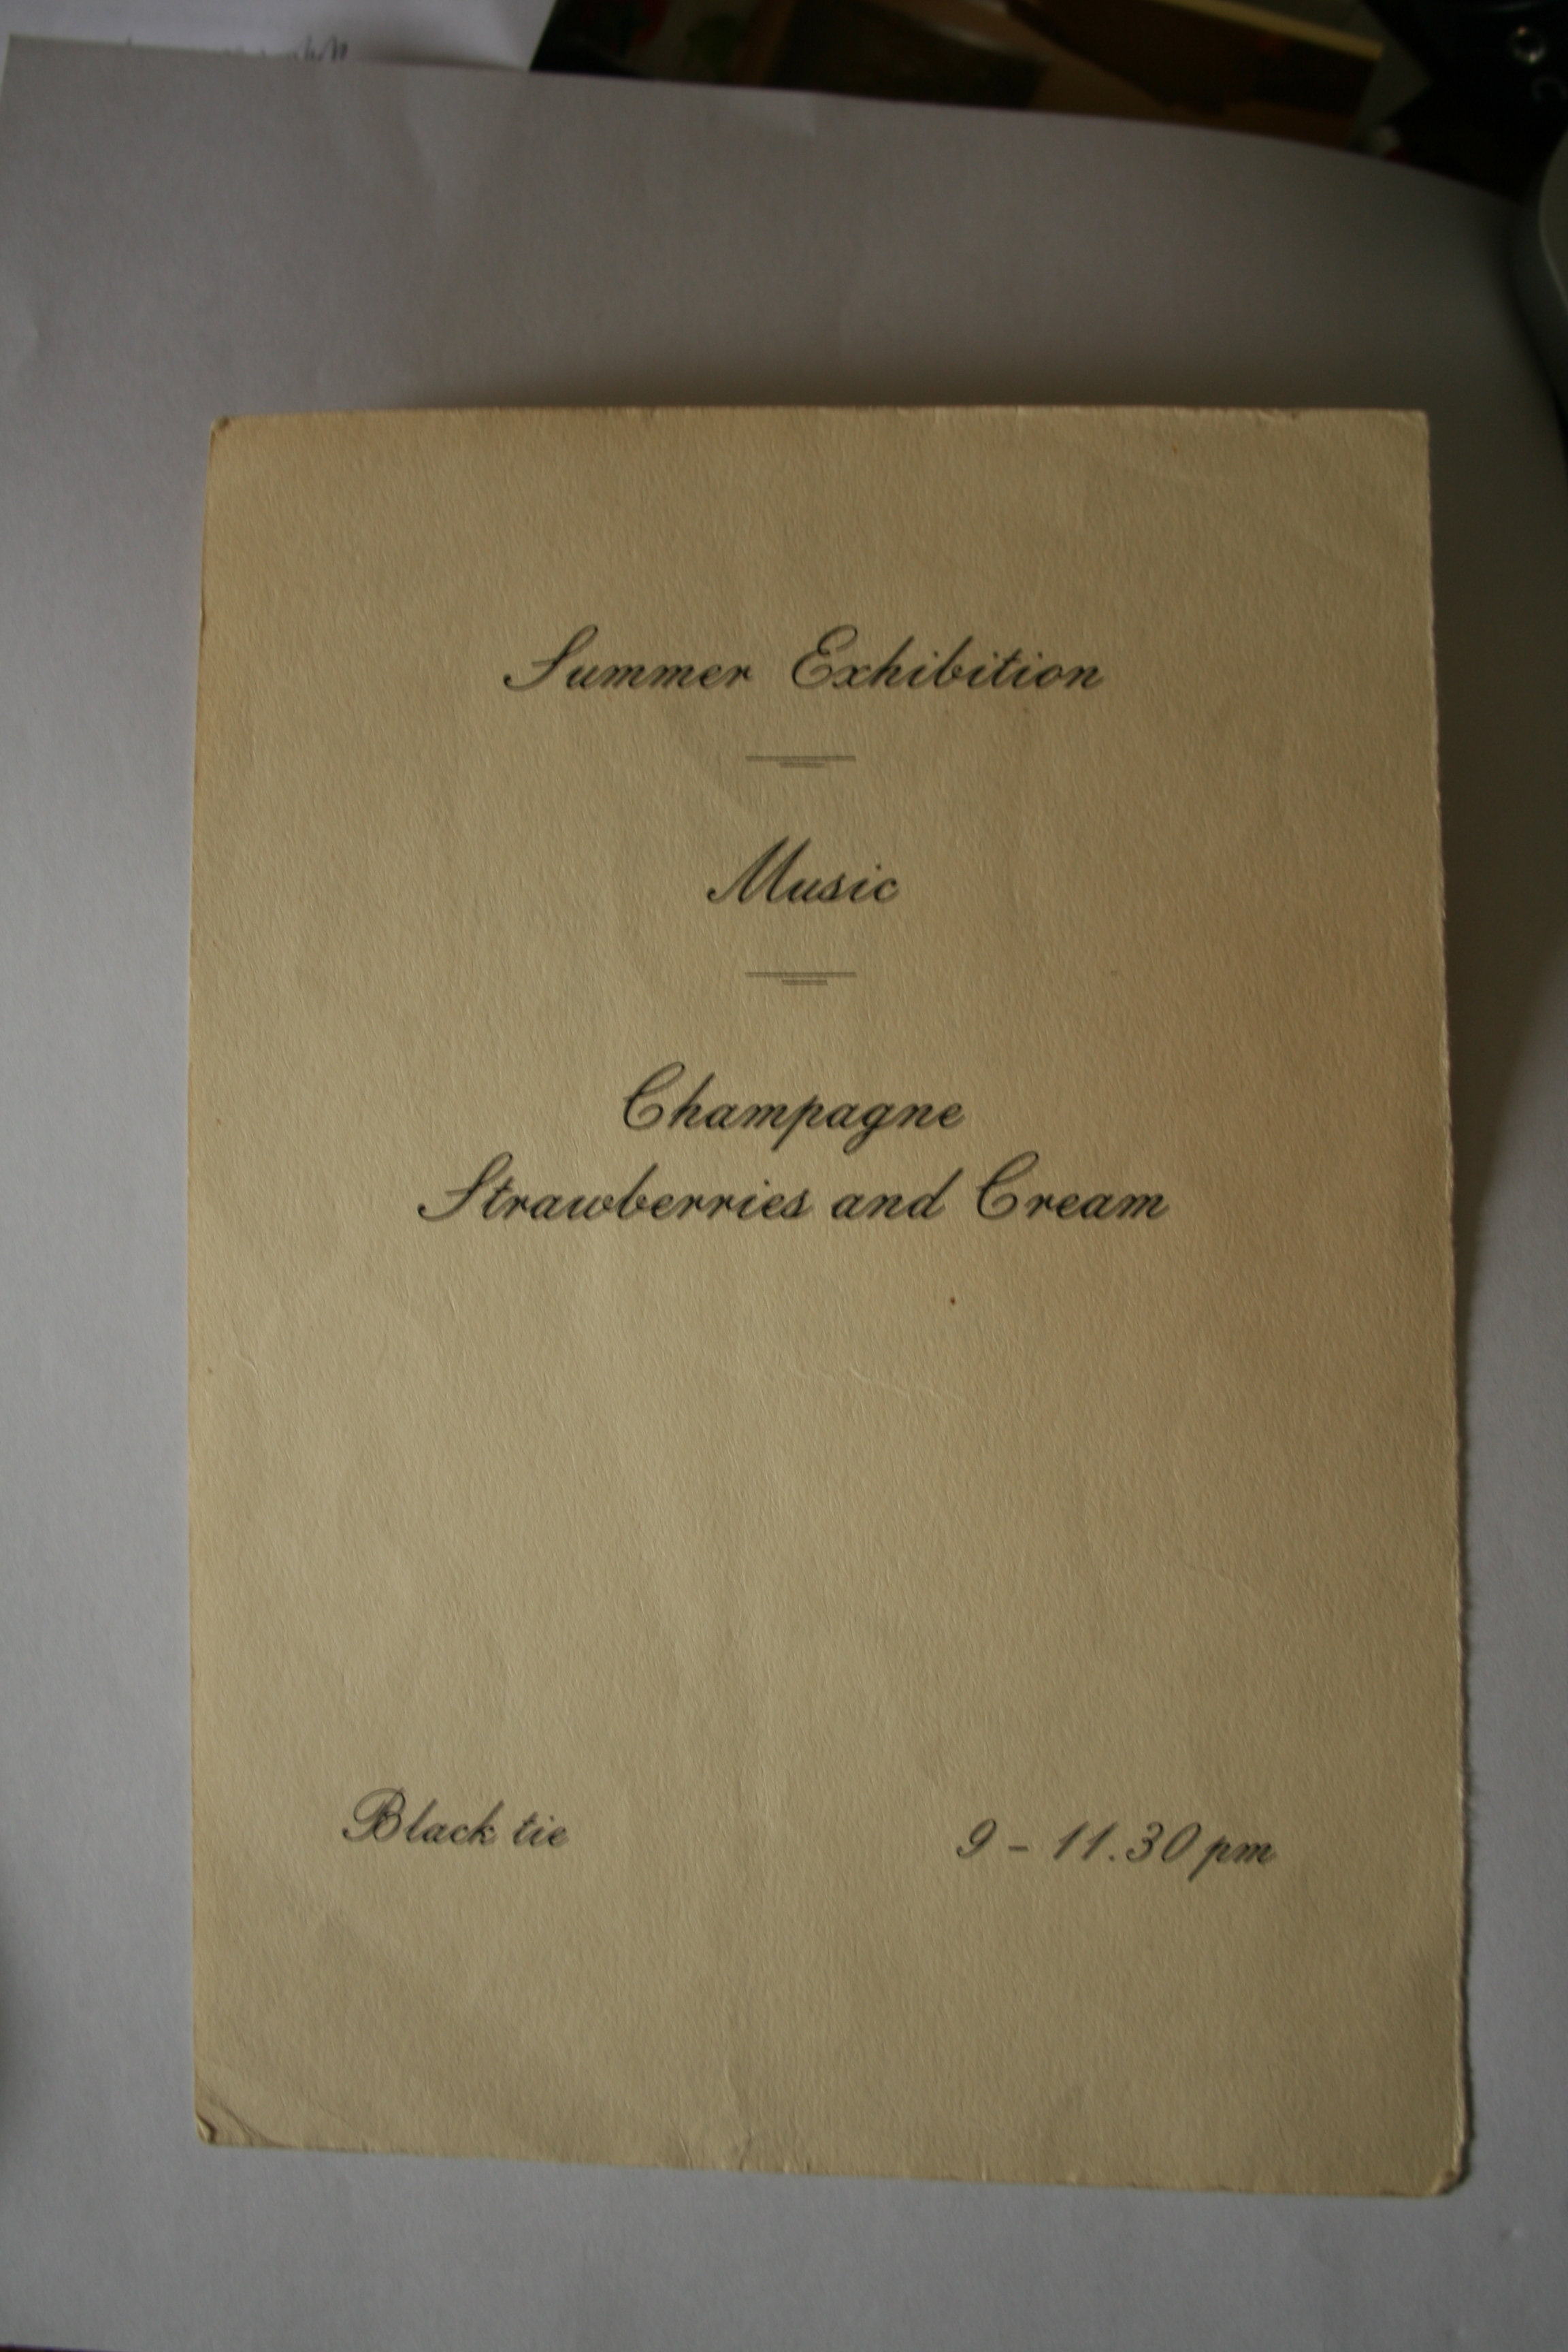 Summer Exhibition
Music
Champagne
Strawberries and Cream
Black tie
9 - 11.30 pm